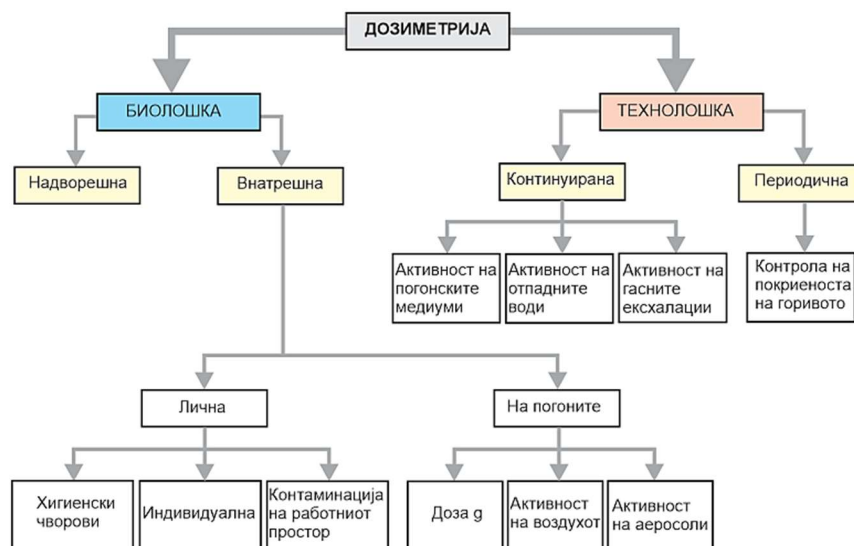 ДОЗИМЕТРИЈА
БИОЛОШКА
ТЕХНОЛОШКА
Надворешна
Внатрешна
Континуирана
Периодична
Активност на
погонските
медиуми
Активност на
отпадните
води
Активност на
гасните
ексхалации
Контрола на
покриеноста
на горивото
Лична
На погоните
Хигиенски
чворови
Индивидуална
Контаминација
на работниот
простор
Доза g
Активност
на воздухот
Активност
на аеросоли